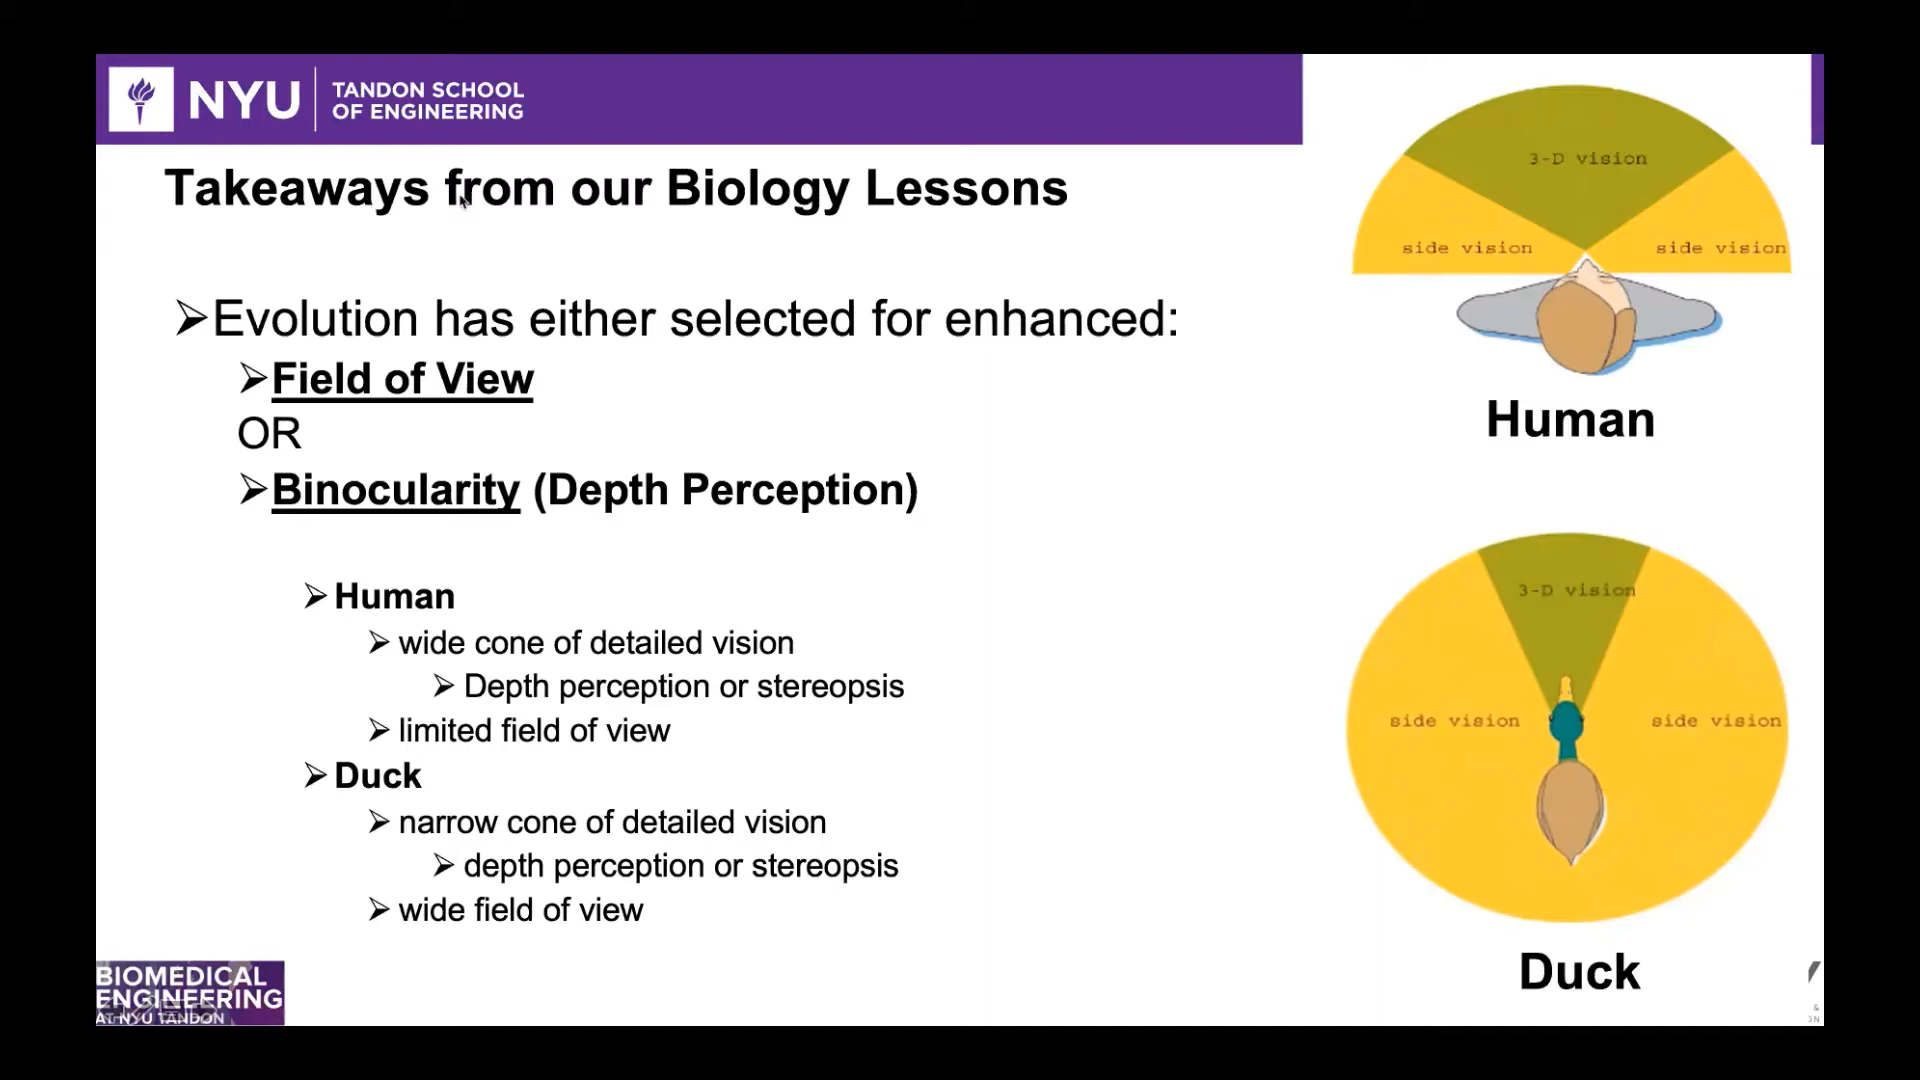 NYU
TANDON SCHOOL
OF ENGINEERING
Takeaways from our Biology Lessons
➢Evolution has either selected for enhanced:
➢Field of View
OR
➢Binocularity (Depth Perception)
➢Human
➢wide cone of detailed vision
➢Depth perception or stereopsis
➢limited field of view
➢Duck
➢narrow cone of detailed vision
➢depth perception or stereopsis
➢wide field of view
3-D vision
side vision side vision
Human
3-D vision
side vision side vision
Duck
BIOMEDICAL
ENGINEERING
AT NYU TANDON